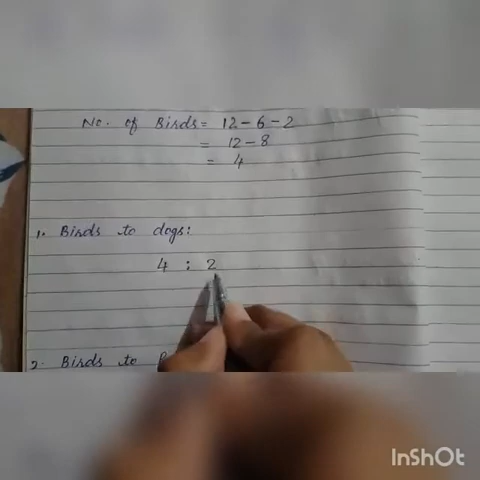 No. of Birds = 12 - 6 - 2
= 12 - 8
= 4
1. Birds to dogs:
4 : 2
2. Birds to
InShOt